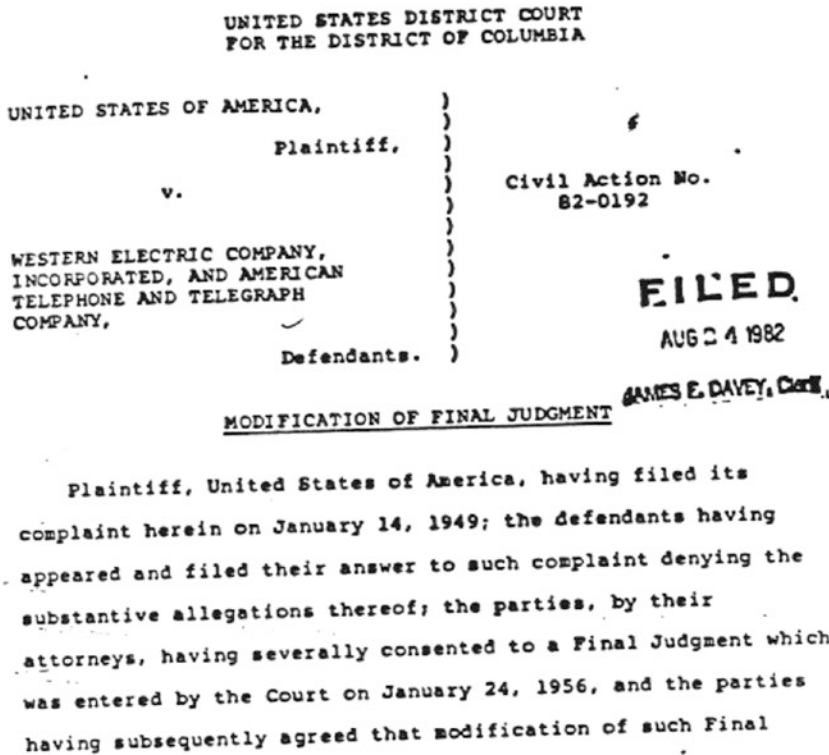 UNITED STATES DISTRICT COURT
FOR THE DISTRICT OF COLUMBIA
UNITED STATES OF AMERICA,
Plaintiff,
v.
WESTERN ELECTRIC COMPANY,
INCORPORATED, AND AMERICAN
TELEPHONE AND TELEGRAPH
COMPANY,
Defendants.
)
)
)
)
)
)
)
)
)
)
)
)
)
Civil Action No.
82-0192
FILED
AUG 24 1982
JAMES E. DAVEY, Clerk
MODIFICATION OF FINAL JUDGMENT
Plaintiff, United States of America, having filed its
complaint herein on January 14, 1949; the defendants having
appeared and filed their answer to such complaint denying the
substantive allegations thereof; the parties, by their
attorneys, having severally consented to a Final Judgment which
was entered by the Court on January 24, 1956, and the parties
having subsequently agreed that modification of such Final